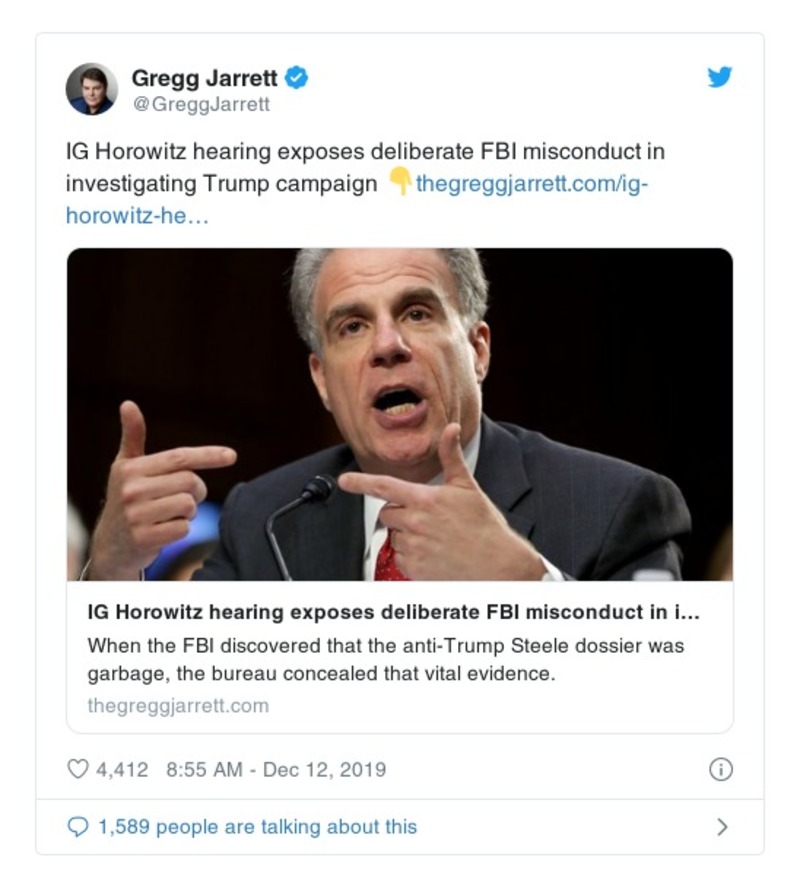 Gregg Jarrett
@GreggJarrett
IG Horowitz hearing exposes deliberate FBI misconduct in
investigating Trump campaign 👇thegreggjarrett.com/ig-
horowitz-he…
IG Horowitz hearing exposes deliberate FBI misconduct in i…
When the FBI discovered that the anti-Trump Steele dossier was
garbage, the bureau concealed that vital evidence.
thegreggjarrett.com
4,412 8:55 AM - Dec 12, 2019
1,589 people are talking about this